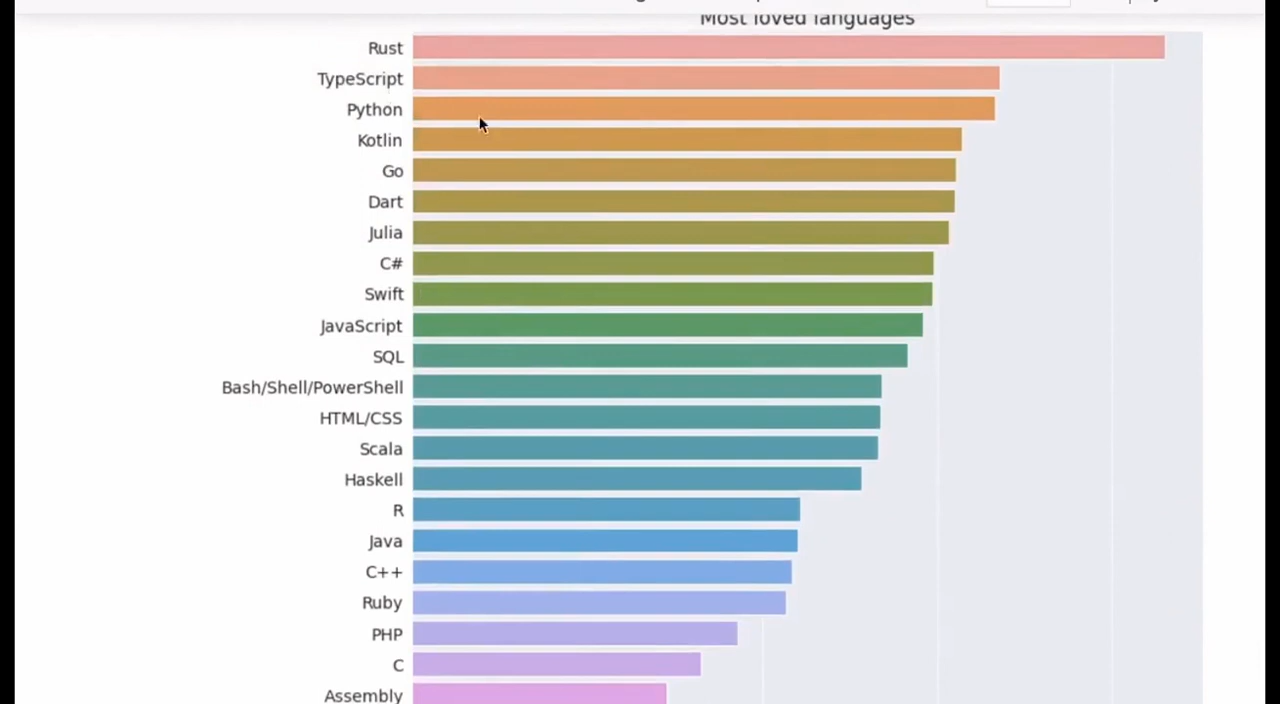 Most loved languages
Rust
TypeScript
Python
Kotlin
Go
Dart
Julia
C#
Swift
JavaScript
SQL
Bash/Shell/PowerShell
HTML/CSS
Scala
Haskell
R
Java
C++
Ruby
PHP
C
Assembly